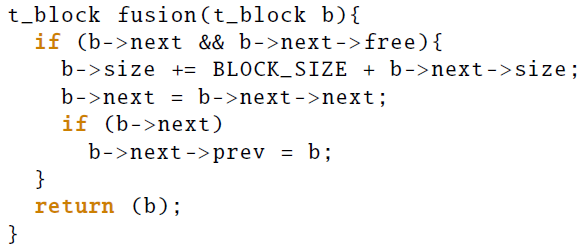 t_block fusion(t_block b){
  if (b->next && b->next->free){
    b->size += BLOCK_SIZE + b->next->size;
    b->next = b->next->next;
    if (b->next)
      b->next->prev = b;
  }
  return (b);
}